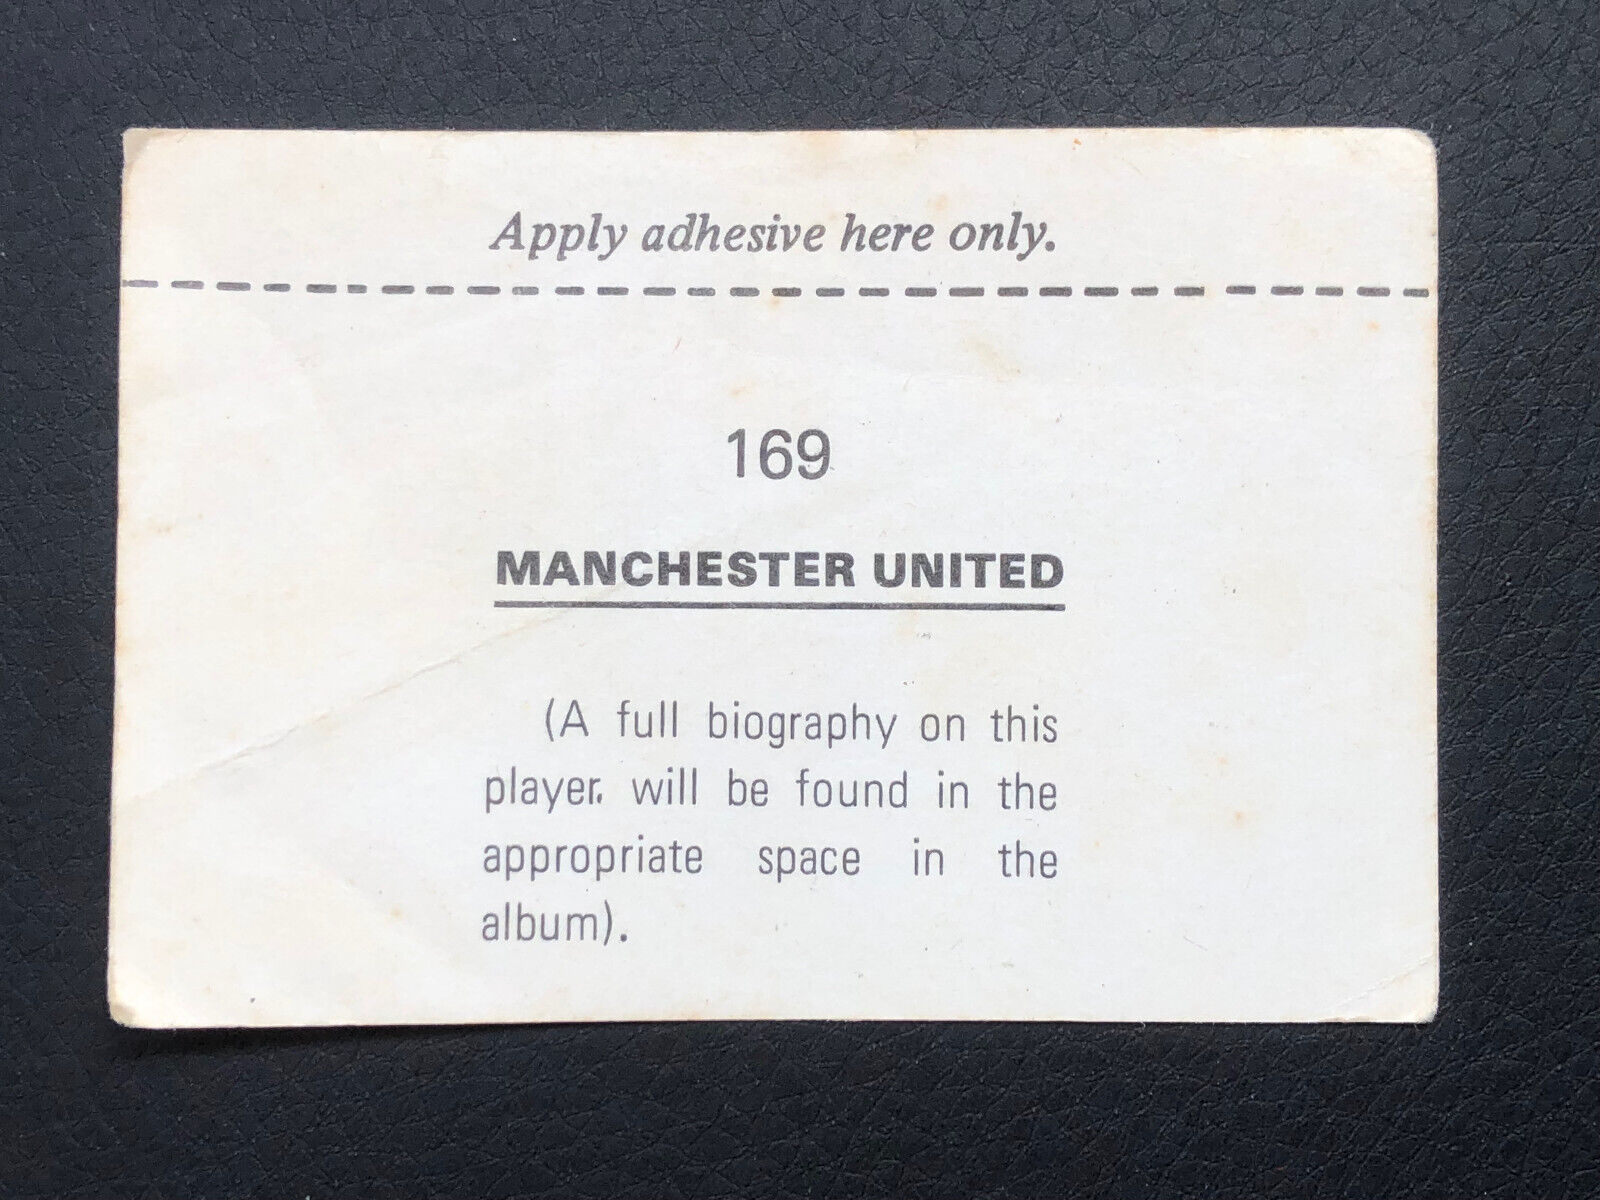 Apply adhesive here only.
169
MANCHESTER UNITED
(A full biography on this
player. will be found in the
appropriate space in the
album).